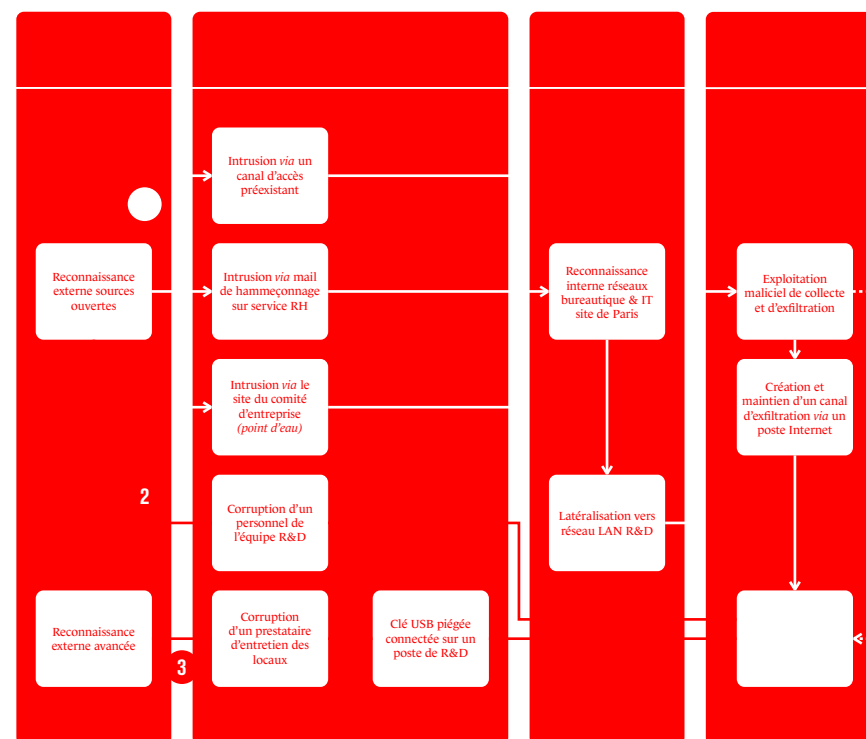 Intrusion via un
canal d’accès
préexistant
Reconnaissance
externe sources
ouvertes
Intrusion via mail
de hammeçonnage
sur service RH
Reconnaissance
interne réseaux
bureautique & IT
site de Paris
Exploitation
maliciel de collecte
et d’exfiltration
Intrusion via le
site du comité
d’entreprise
(point d’eau)
Création et
maintien d’un canal
d’exfiltration via un
poste Internet
2
Corruption d’un
personnel de
l’équipe R&D
Latéralisation vers
réseau LAN R&D
Reconnaissance
externe avancée
3
Corruption
d’un prestataire
d’entretien des
locaux
Clé USB piégée
connectée sur un
poste de R&D